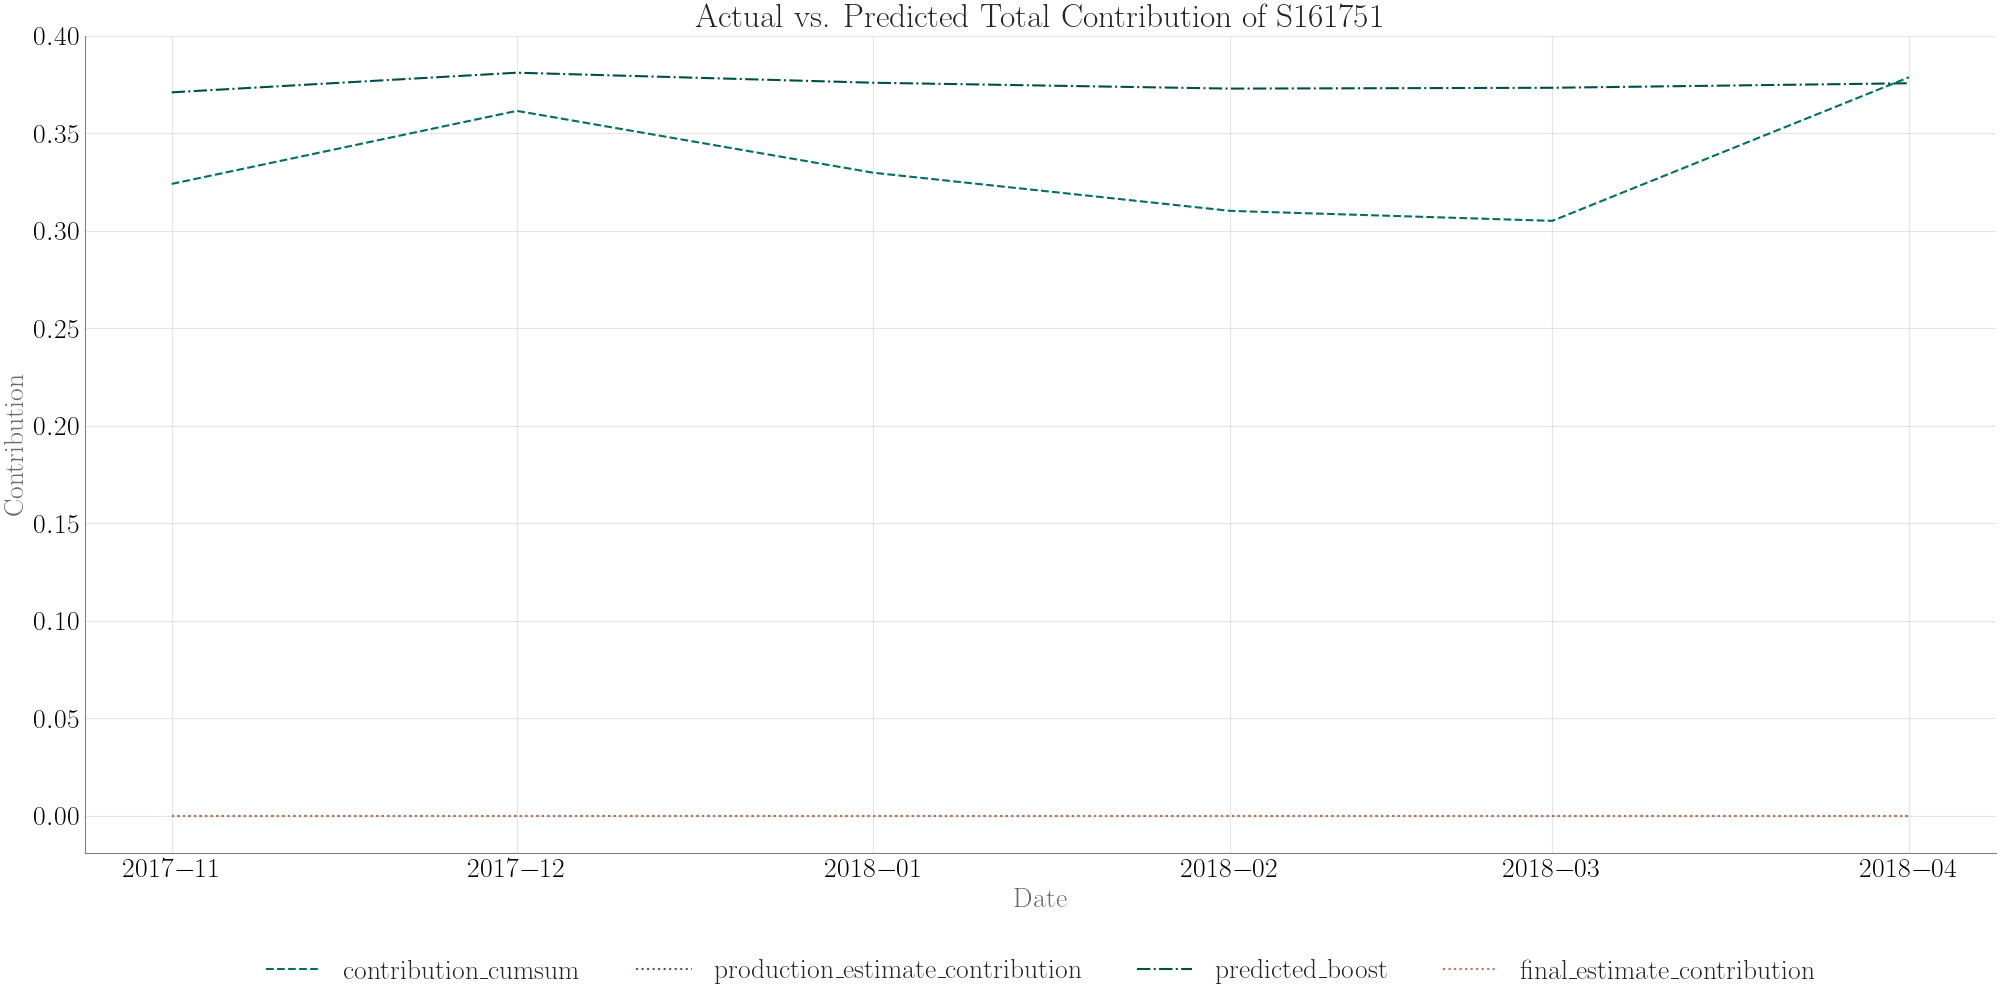 Actual vs. Predicted Total Contribution of S161751
0.40
0.35
0.30
0.25
0.20
0.15
0.10
0.05
0.00
Contribution
2017−11 2017−12 2018−01 2018−02 2018−03 2018−04
Date
contribution_cumsum production_estimate_contribution predicted_boost final_estimate_contribution